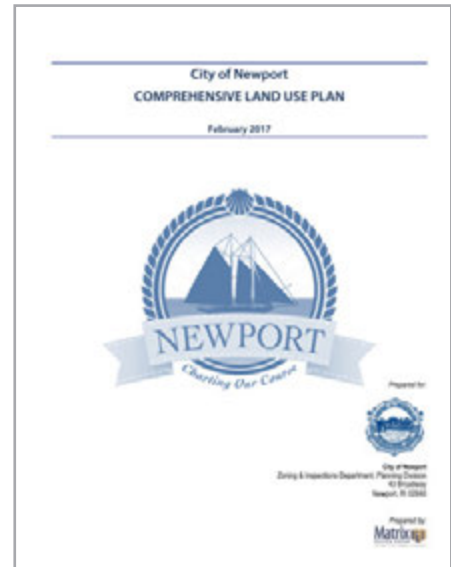 City of Newport
COMPREHENSIVE LAND USE PLAN
February 2017
NEWPORT
Charting Our Course
Prepared for:
City of Newport
Zoning & Inspections Department, Planning Division
43 Broadway
Newport, RI 02840
Prepared by:
Matrix